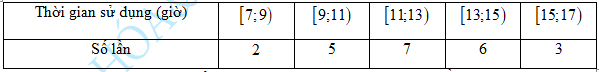 Thời gian sử dụng (giờ) [7;9) [9;11) [11;13) [13;15) [15;17)
Số lần 2 5 7 6 3